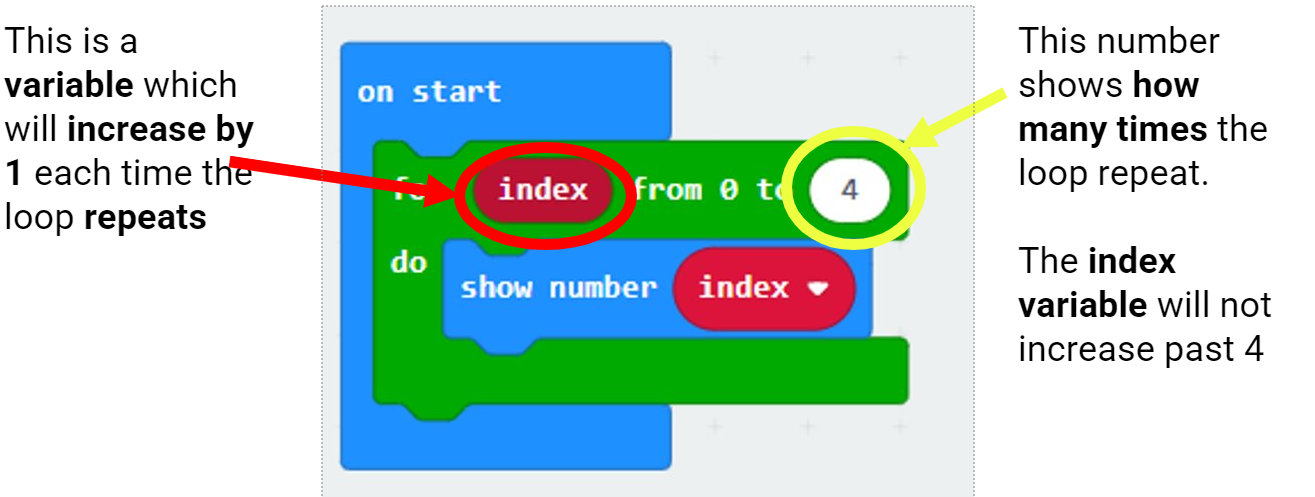 This is a
variable which
will increase by
1 each time the
loop repeats
on start
for index from 0 to 4
do
show number index
This number
shows how
many times the
loop repeat.
The index
variable will not
increase past 4